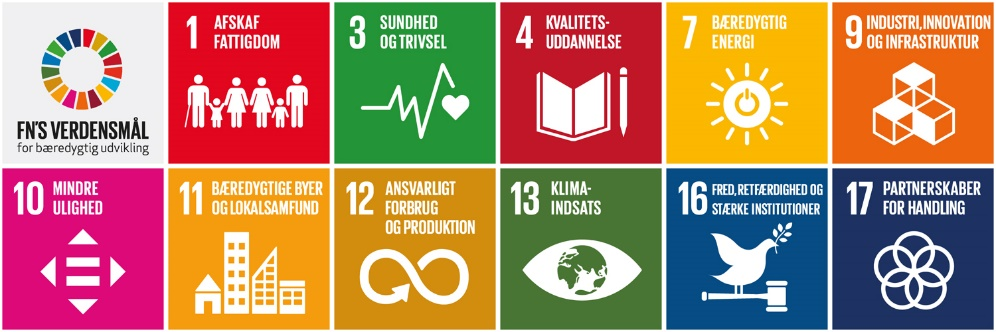 FN'S VERDENSMÅL
for bæredygtig udvikling
1 AFSKAF
FATTIGDOM
3 SUNDHED
OG TRIVSEL
4 KVALITETS-
UDDANNELSE
7 BÆREDYGTIG
ENERGI
9 INDUSTRI, INNOVATION
OG INFRASTRUKTUR
10 MINDRE
ULIGHED
11 BÆREDYGTIGE BYER
OG LOKALSAMFUND
12 ANSVARLIGT
FORBRUG
OG PRODUKTION
13 KLIMA-
INDSATS
16 FRED, RETFÆRDIGHED OG
STÆRKE INSTITUTIONER
17 PARTNERSKABER
FOR HANDLING